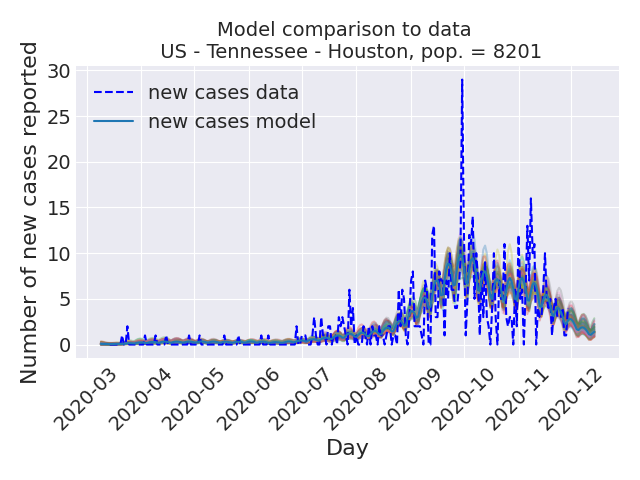 Model comparison to data
US - Tennessee - Houston, pop. = 8201
Number of new cases reported
30
25
20
15
10
5
0
new cases data
new cases model
2020-03
2020-04
2020-05
2020-06
2020-07
2020-08
2020-09
2020-10
2020-11
2020-12
Day